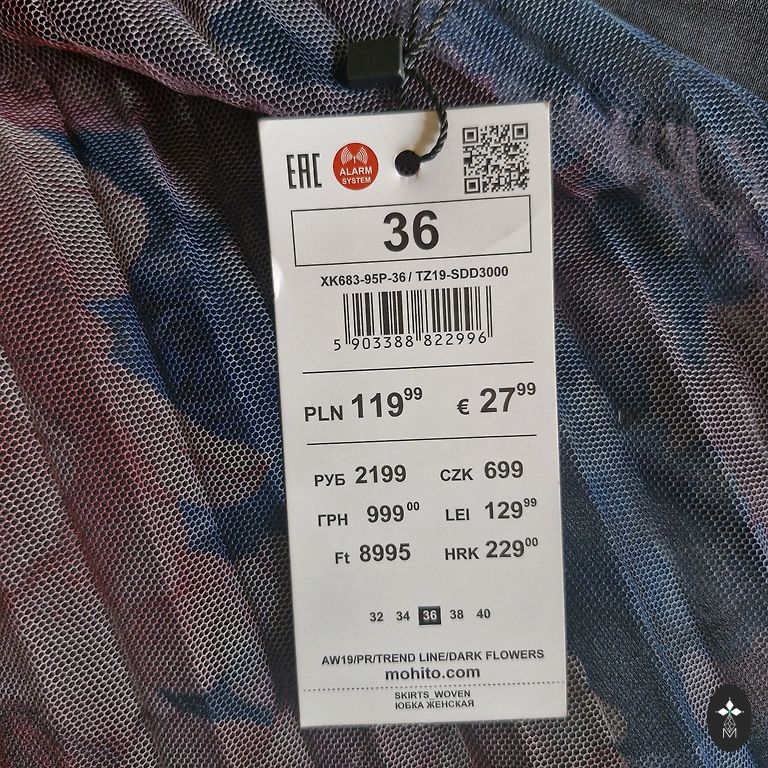 EAC
ALARM
SYSTEM
36
XK683-95P-36 / TZ19-SDD3000
5 903388 822996
PLN 119⁹⁹ € 27⁹⁹
РУБ 2199 CZK 699
ГРН 999⁰⁰ LEI 129⁹⁹
Ft 8995 HRK 229⁰⁰
32 34 36 38 40
AW19/PR/TREND LINE/DARK FLOWERS
mohito.com
SKIRTS_WOVEN
ЮБКА ЖЕНСКАЯ
M